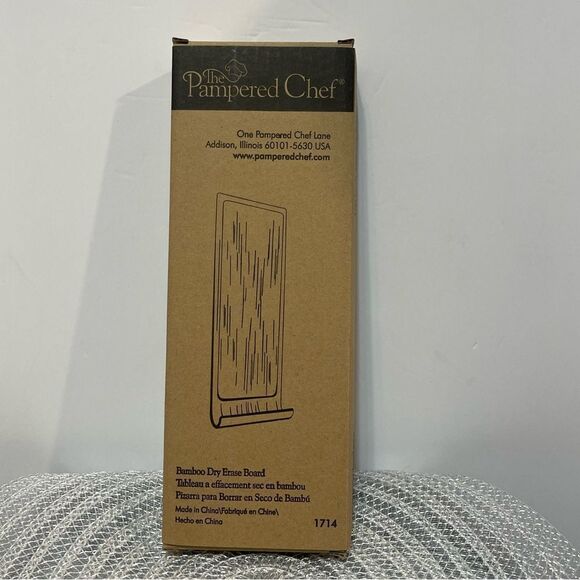 The
Pampered Chef®
One Pampered Chef Lane
Addison, Illinois 60101-5630 USA
www.pamperedchef.com
Bamboo Dry Erase Board
Tableau a effacement sec en bambou
Pizarra para Borrar en Seco de Bambú
Made in China\Fabriqué en Chine\
Hecho en China
1714